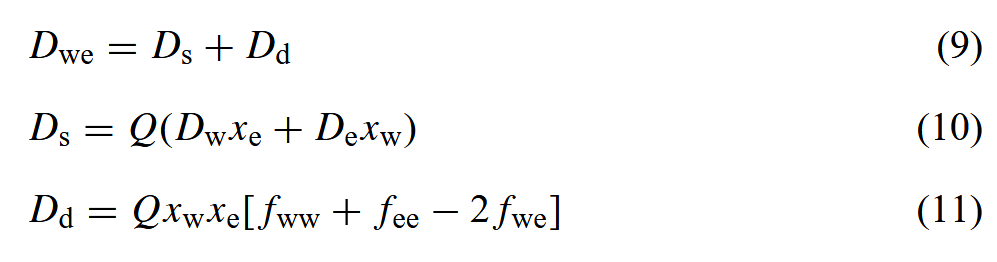 D_we = D_s + D_d (9)
D_s = Q(D_w x_e + D_e x_w) (10)
D_d = Q x_w x_e [f_ww + f_ee − 2 f_we] (11)